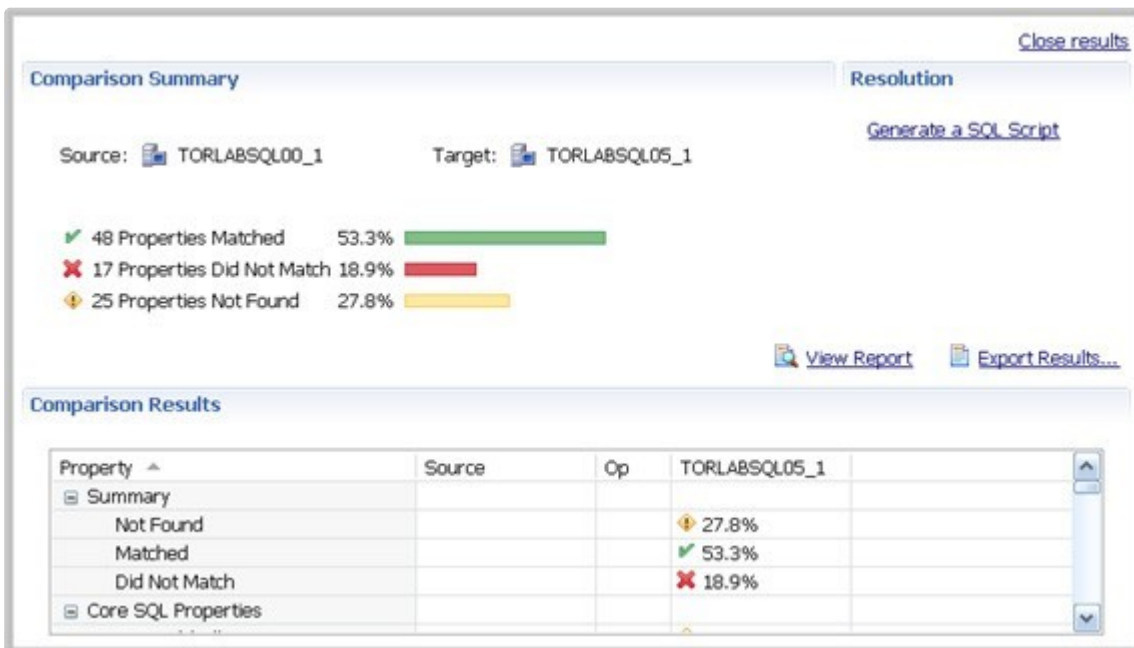 Close results
Comparison Summary
Resolution
Generate a SQL Script
Source: TORLABSQL00_1 Target: TORLABSQL05_1
48 Properties Matched 53.3%
17 Properties Did Not Match 18.9%
25 Properties Not Found 27.8%
View Report Export Results...
Comparison Results
Property Source Op TORLABSQL05_1
Summary
Not Found 27.8%
Matched 53.3%
Did Not Match 18.9%
Core SQL Properties